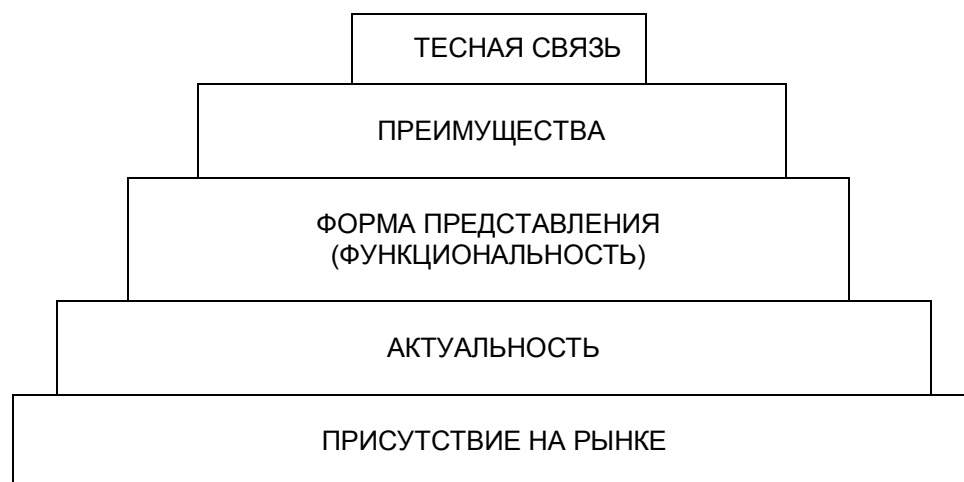 ТЕСНАЯ СВЯЗЬ
ПРЕИМУЩЕСТВА
ФОРМА ПРЕДСТАВЛЕНИЯ
(ФУНКЦИОНАЛЬНОСТЬ)
АКТУАЛЬНОСТЬ
ПРИСУТСТВИЕ НА РЫНКЕ